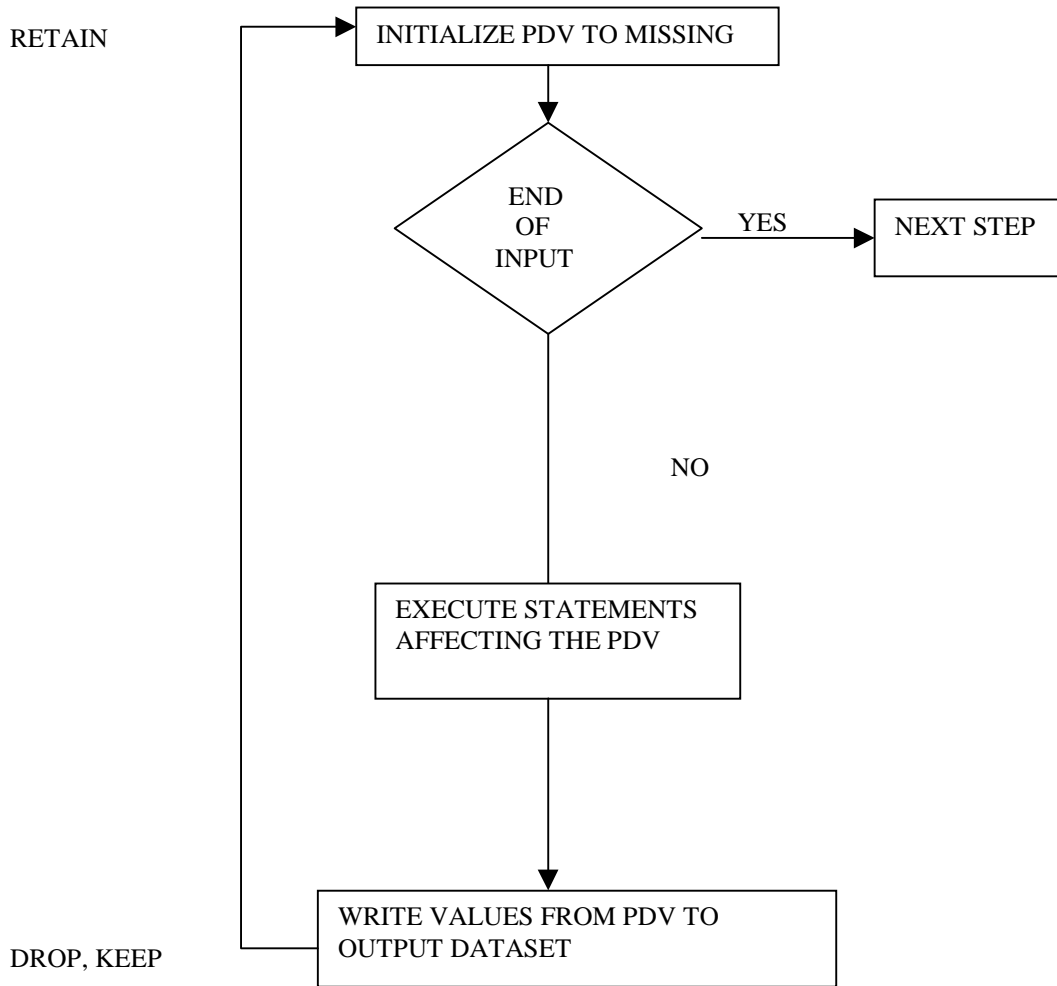 RETAIN
INITIALIZE PDV TO MISSING
END
OF
INPUT
YES
NEXT STEP
NO
EXECUTE STATEMENTS
AFFECTING THE PDV
WRITE VALUES FROM PDV TO
OUTPUT DATASET
DROP, KEEP